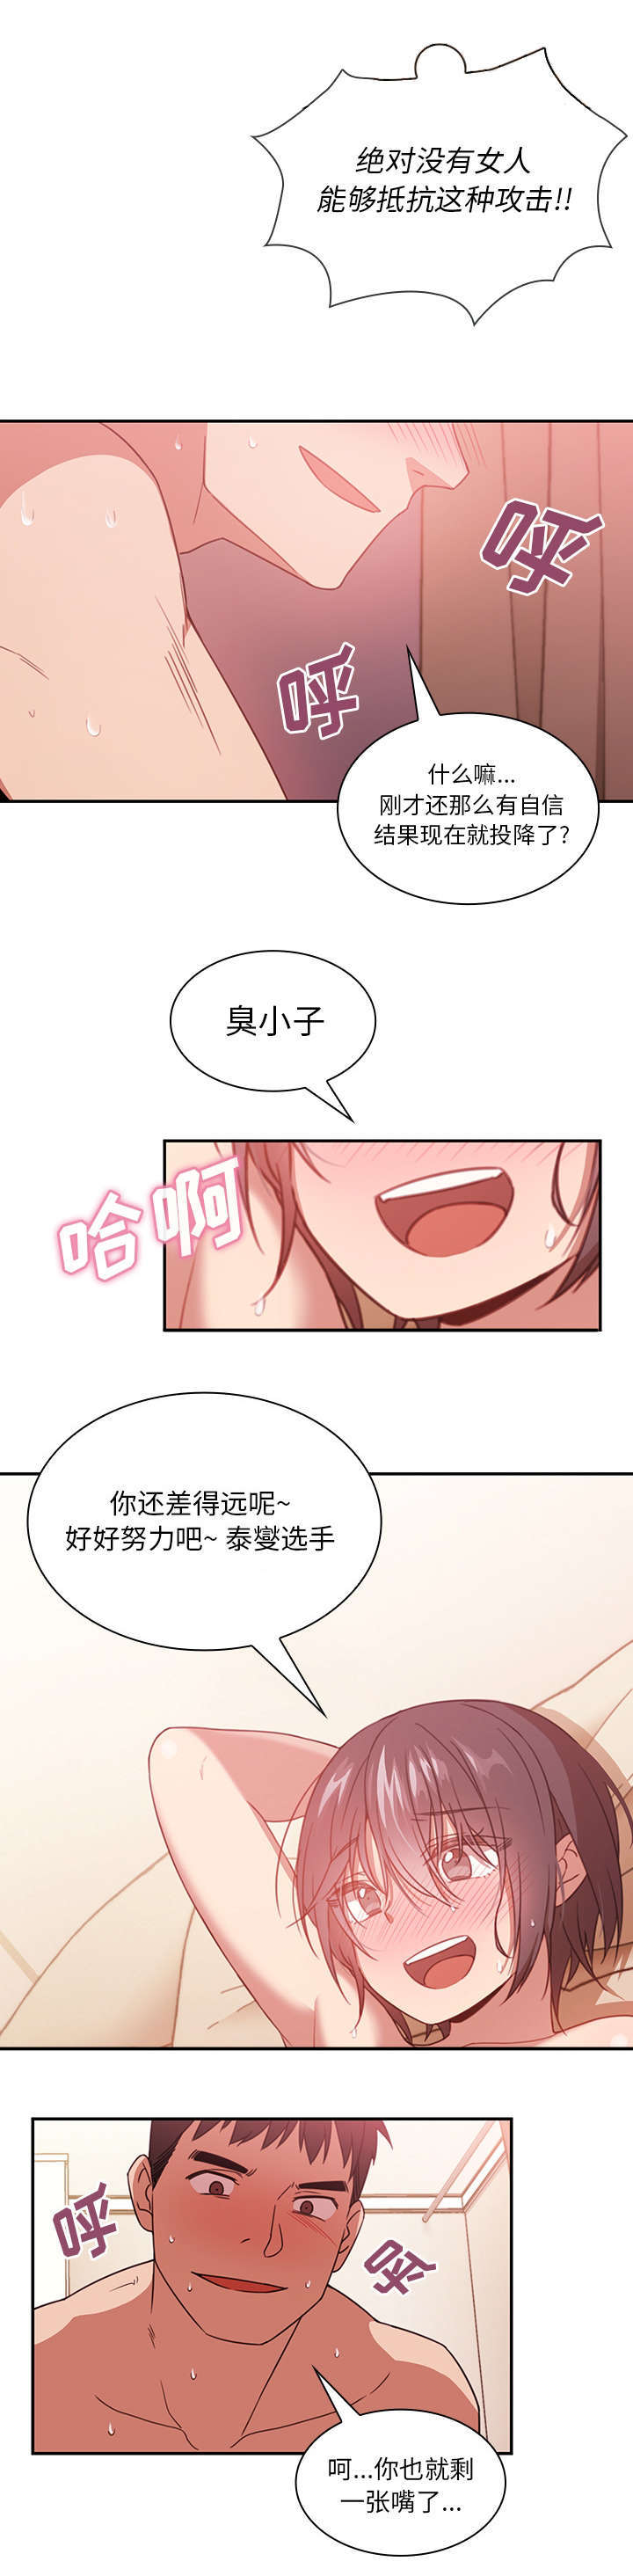 绝对没有女人
能够抵抗这种攻击!!
呼
呼
什么嘛...
刚才还那么有自信
结果现在就投降了?
臭小子
哈啊
你还差得远呢~
好好努力吧~ 泰燮选手
呼
呼
呵...你也就剩
一张嘴了...